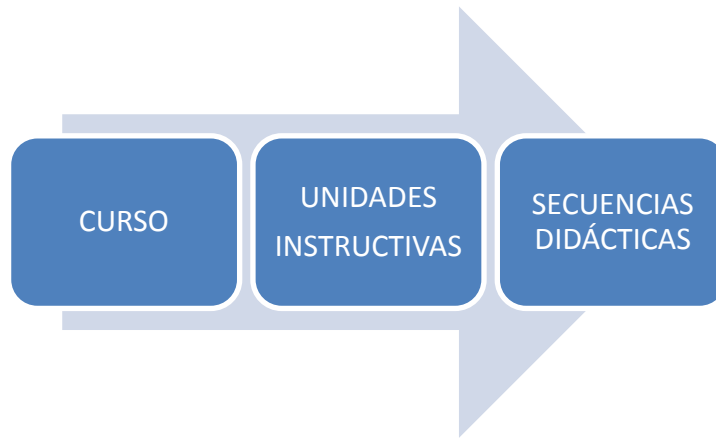 CURSO
UNIDADES
INSTRUCTIVAS
SECUENCIAS
DIDÁCTICAS